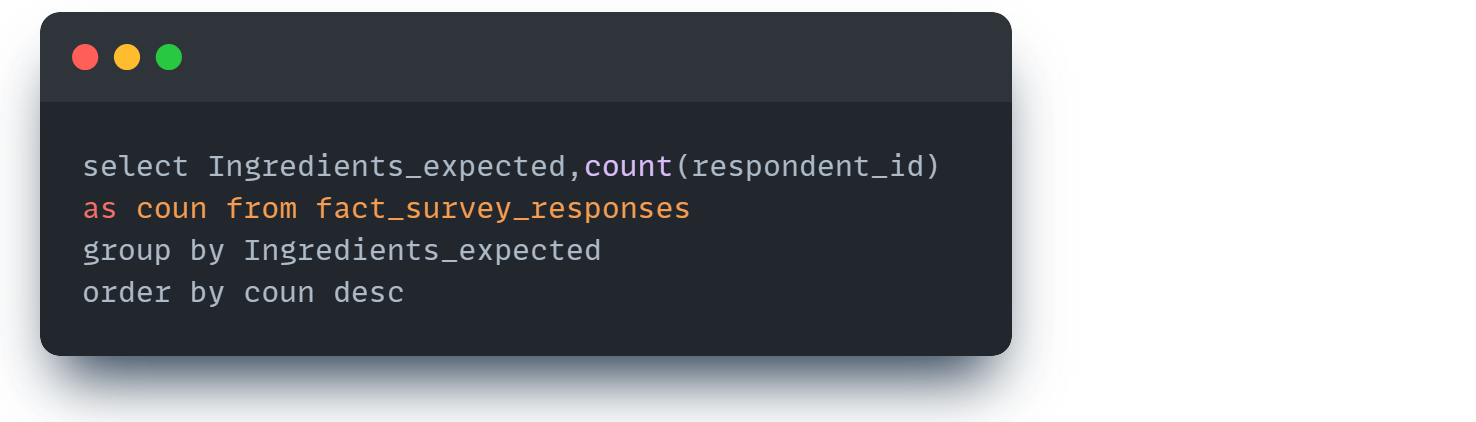 select Ingredients_expected,count(respondent_id)
as coun from fact_survey_responses
group by Ingredients_expected
order by coun desc